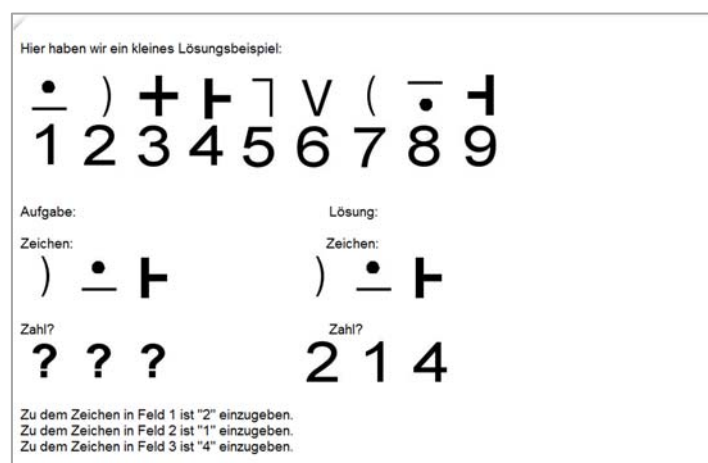 Hier haben wir ein kleines Lösungsbeispiel:
∸ ) + ⊢ ┐ V ( ⨪ ⊣
1 2 3 4 5 6 7 8 9
Aufgabe: Lösung:
Zeichen: Zeichen:
) ∸ ⊢ ) ∸ ⊢
Zahl? Zahl?
? ? ? 2 1 4
Zu dem Zeichen in Feld 1 ist "2" einzugeben.
Zu dem Zeichen in Feld 2 ist "1" einzugeben.
Zu dem Zeichen in Feld 3 ist "4" einzugeben.